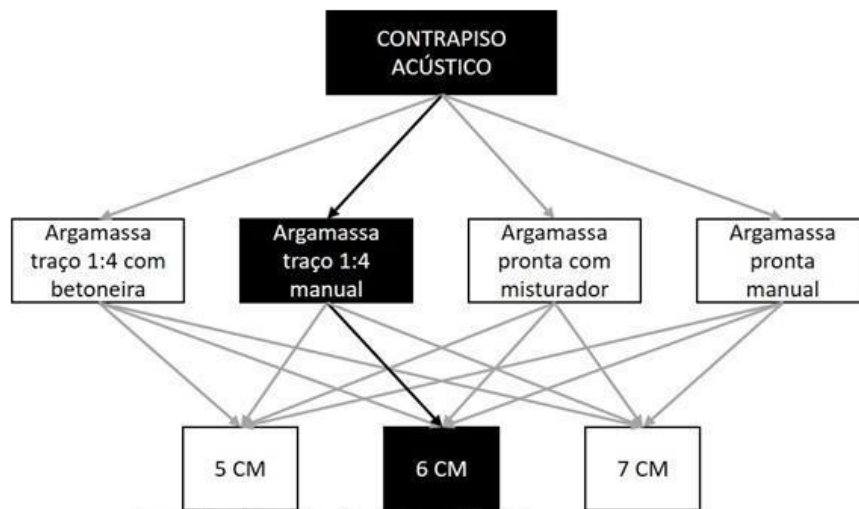 CONTRAPISO
ACÚSTICO
Argamassa
traço 1:4 com
betoneira
Argamassa
traço 1:4
manual
Argamassa
pronta com
misturador
Argamassa
pronta
manual
5 CM
6 CM
7 CM